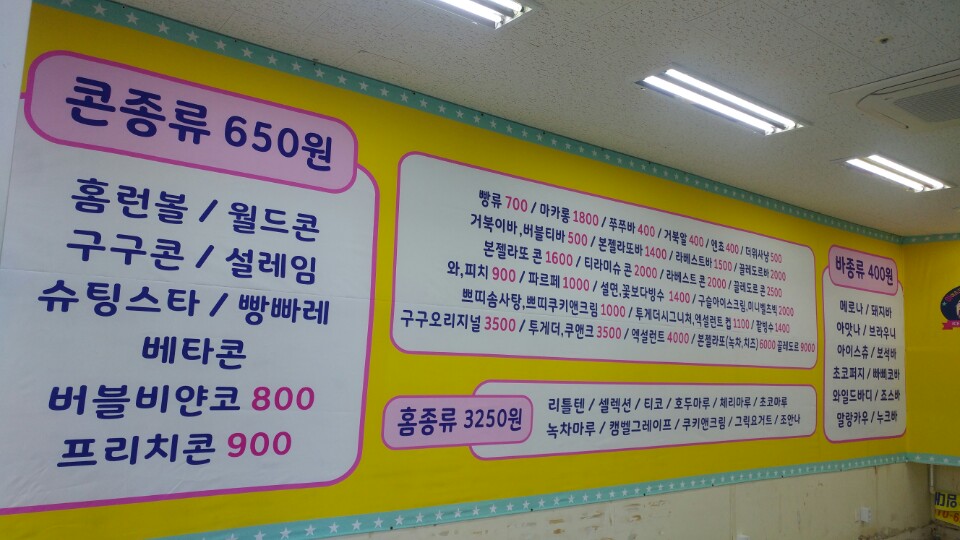 콘종류 650원
홈런볼 / 월드콘
구구콘 / 설레임
슈팅스타 / 빵빠레
베타콘
버블비얀코 800
프리치콘 900
빵류 700 / 마카롱 1800 / 쭈쭈바 400 / 거북알 400 / 연쵸 400 / 더위사냥 500
거북이바,버블티바 500 / 본젤라또바 1400 / 라베스트바 1500 / 끌레도르바 2000
본젤라또 콘 1600 / 티라미슈 콘 2000 / 라베스트 콘 2000 / 끌레도르 콘 2500
와,피치 900 / 파르페 1000 / 설면,꽃보다빙수 1400 / 구슬아이스크림,미니멜츠빅 2000
쁘띠송사탕,쁘띠쿠키앤크림 1000 / 투게더시그니처,엑설런트 컵 1100 / 팥빙수 1400
구구오리지널 3500 / 투게더,쿠앤크 3500 / 엑설런트 4000 / 본젤라또(녹차,치즈) 6000 끌레도르 9000
홈종류 3250원
리틀텐 / 셀렉션 / 티코 / 호두마루 / 체리마루 / 초코마루
녹차마루 / 캠벨그레이프 / 쿠키앤크림 / 그릭요거트 / 조안나
바종류 400원
메로나 / 돼지바
아맛나 / 브라우니
아이스츄 / 보석바
초코퍼지 / 빠삐코바
와일드바디 / 죠스바
말랑카우 / 누크바